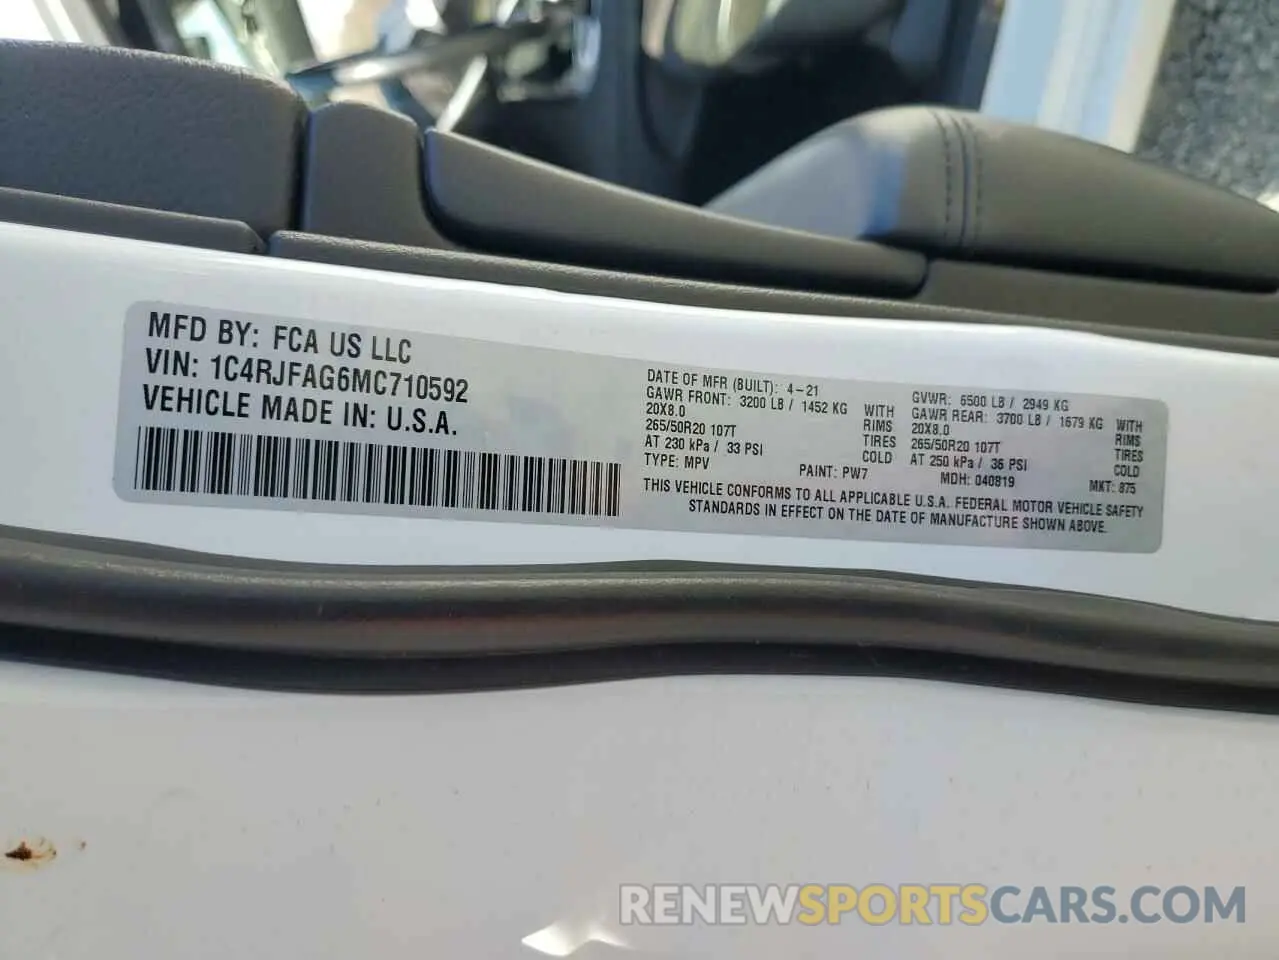 MFD BY: FCA US LLC
VIN: 1C4RJFAG6MC710592
VEHICLE MADE IN: U.S.A.
DATE OF MFR (BUILT): 4-21
GAWR FRONT: 3200 LB / 1452 KG WITH
20X8.0 RIMS
265/50R20 107T TIRES
AT 230 kPa / 33 PSI COLD
TYPE: MPV PAINT: PW7
GVWR: 6500 LB / 2949 KG
GAWR REAR: 3700 LB / 1679 KG WITH
20X8.0 RIMS
265/50R20 107T TIRES
AT 250 kPa / 36 PSI COLD
MDH: 040819 MKT: 875
THIS VEHICLE CONFORMS TO ALL APPLICABLE U.S.A. FEDERAL MOTOR VEHICLE SAFETY
STANDARDS IN EFFECT ON THE DATE OF MANUFACTURE SHOWN ABOVE.
RENEWSPORTSCARS.COM